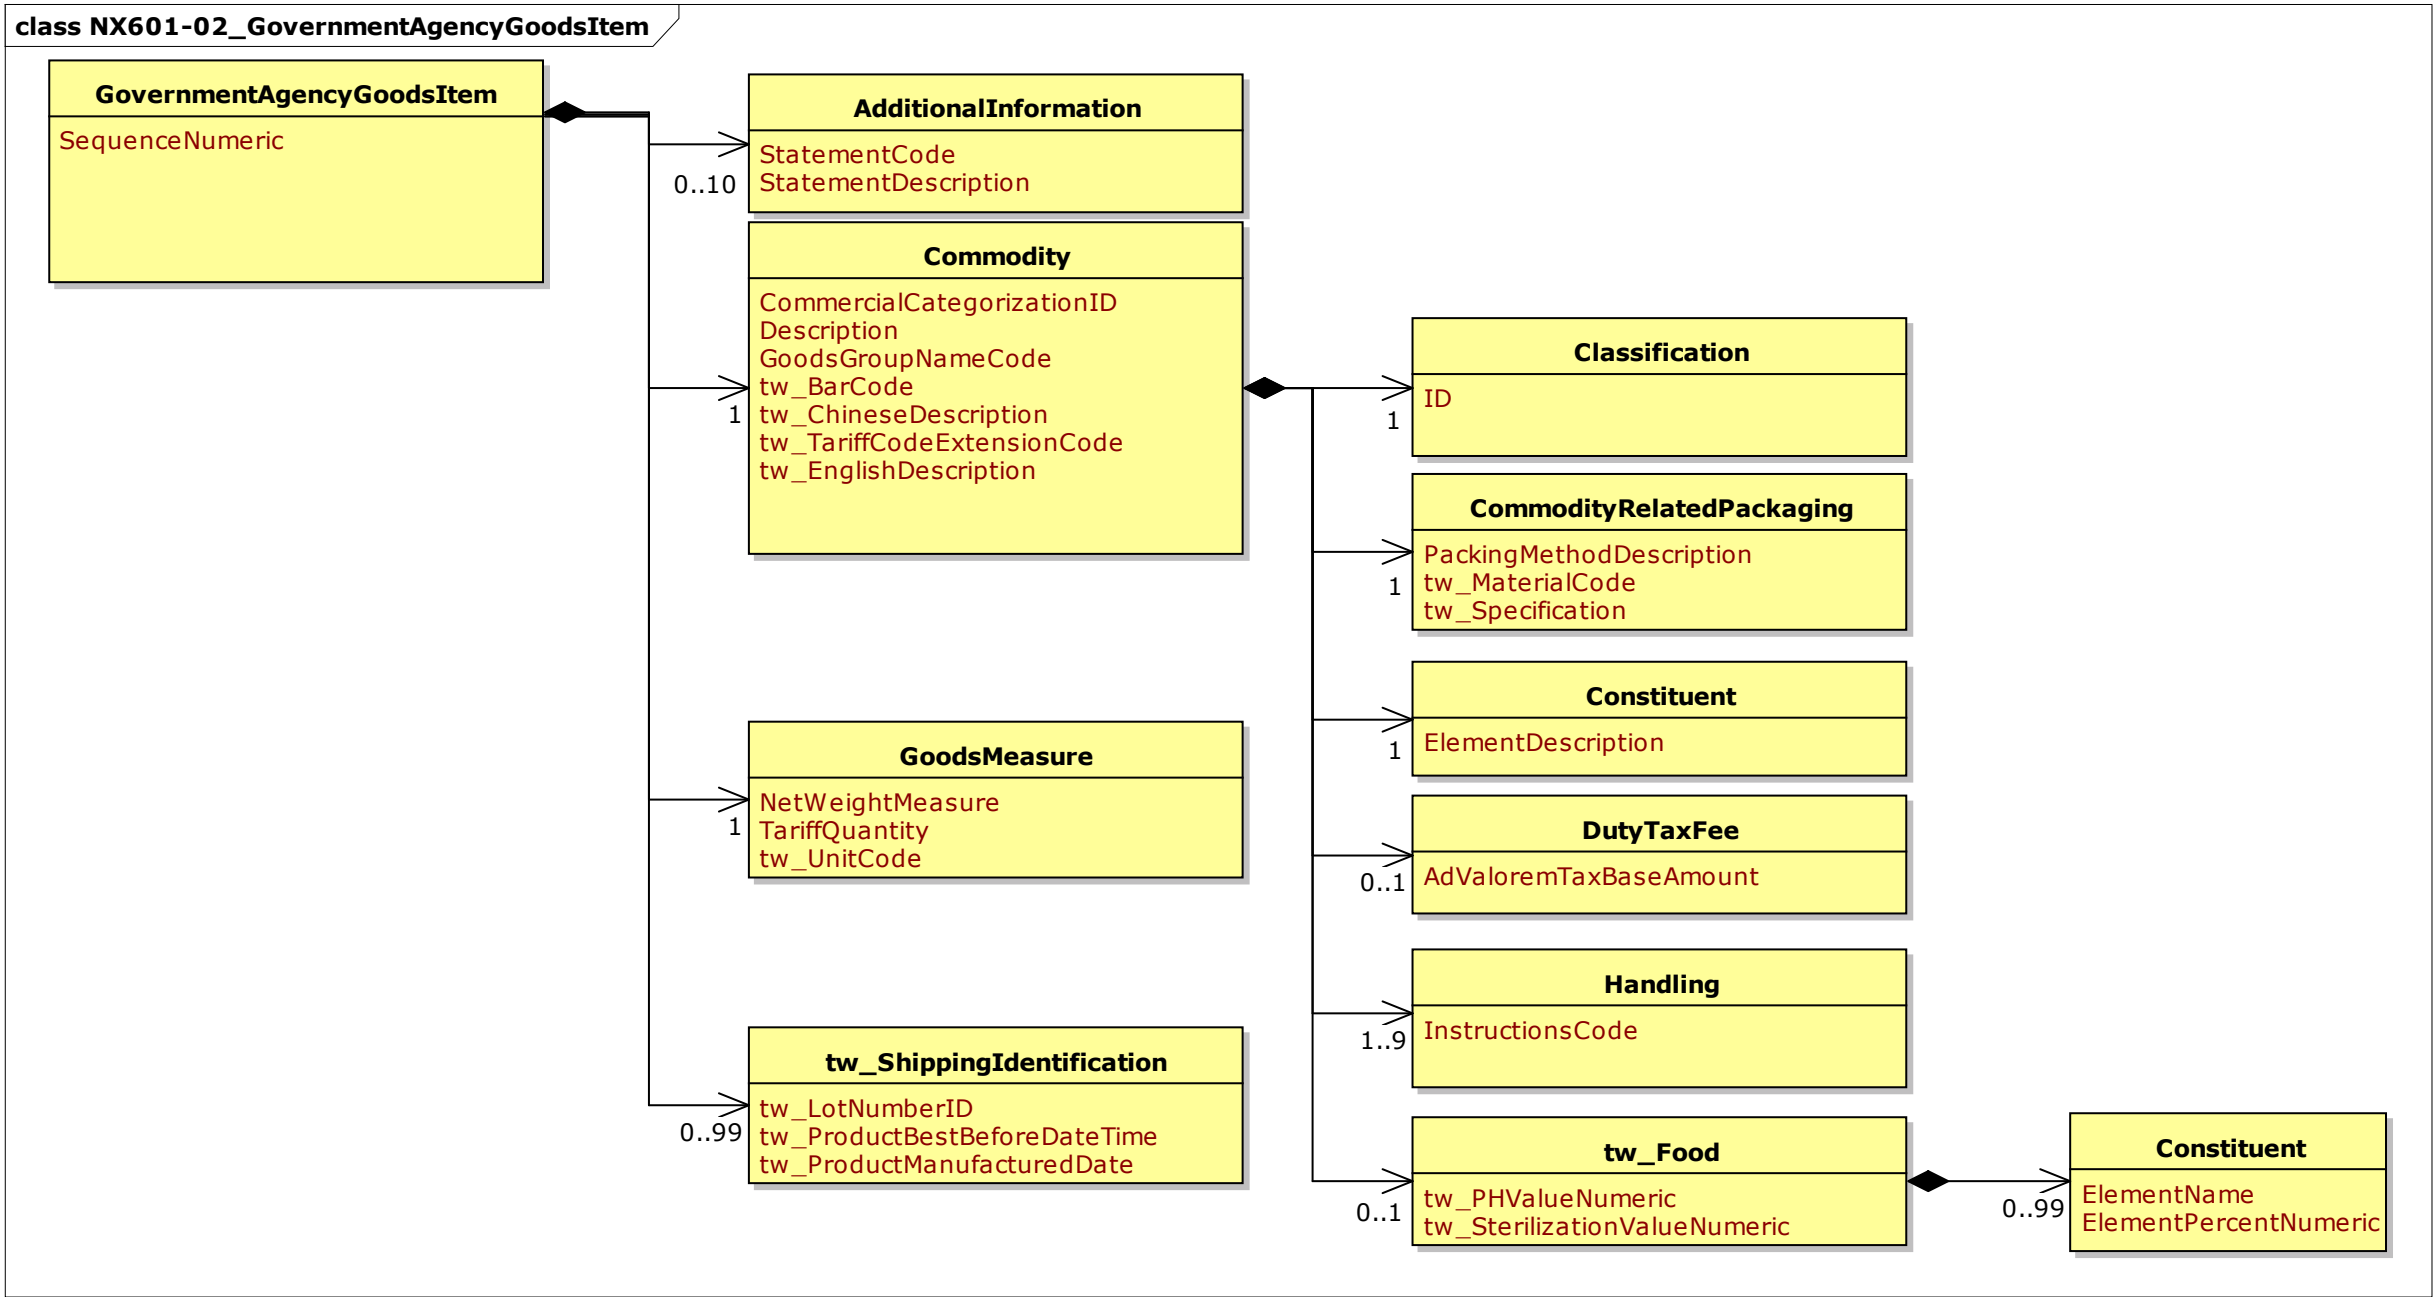 class NX601-02_GovernmentAgencyGoodsItem
GovernmentAgencyGoodsItem
SequenceNumeric
AdditionalInformation
StatementCode
StatementDescription
0..10
Commodity
CommercialCategorizationID
Description
GoodsGroupNameCode
tw_BarCode
tw_ChineseDescription
tw_TariffCodeExtensionCode
tw_EnglishDescription
1
GoodsMeasure
NetWeightMeasure
TariffQuantity
tw_UnitCode
1
tw_ShippingIdentification
tw_LotNumberID
tw_ProductBestBeforeDateTime
tw_ProductManufacturedDate
0..99
Classification
ID
1
CommodityRelatedPackaging
PackingMethodDescription
tw_MaterialCode
tw_Specification
1
Constituent
ElementDescription
1
DutyTaxFee
AdValoremTaxBaseAmount
0..1
Handling
InstructionsCode
1..9
tw_Food
tw_PHValueNumeric
tw_SterilizationValueNumeric
0..1
Constituent
ElementName
ElementPercentNumeric
0..99